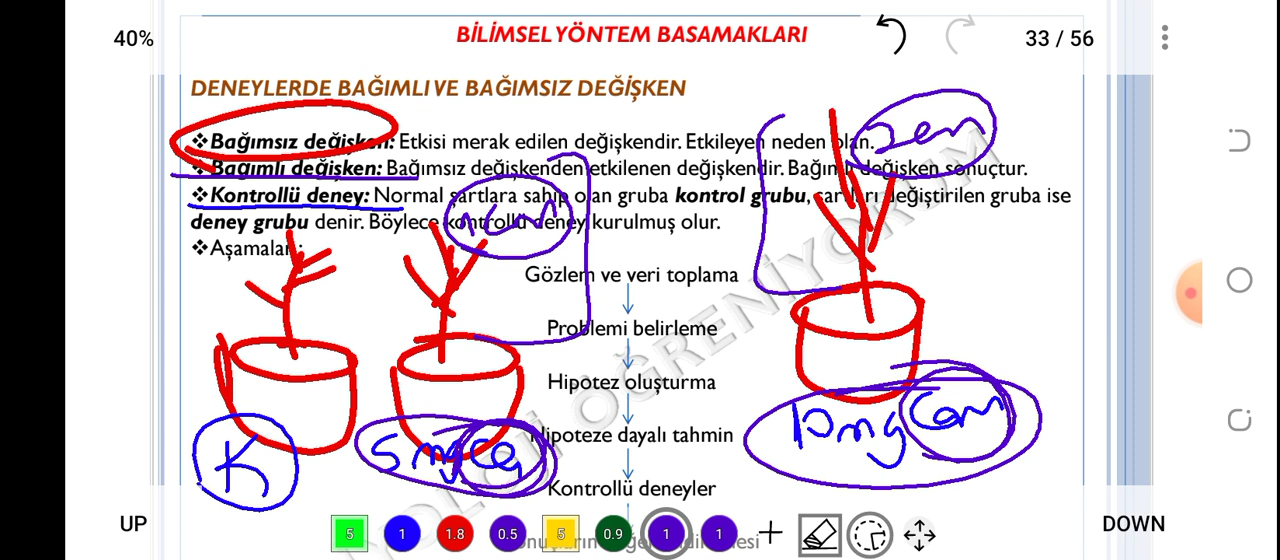 BİLİMSEL YÖNTEM BASAMAKLARI
40%
33 / 56
DENEYLERDE BAĞIMLI VE BAĞIMSIZ DEĞİŞKEN
❖Bağımsız değişken: Etkisi merak edilen değişkendir. Etkileyen neden olan.
❖Bağımlı değişken: Bağımsız değişkenden etkilenen değişkendir. Bağımlı değişken sonuçtur.
❖Kontrollü deney: Normal şartlara sahip olan gruba kontrol grubu, şartları değiştirilen gruba ise
deney grubu denir. Böylece kontrollü deney kurulmuş olur.
❖Aşamaları:
Gözlem ve veri toplama
Problemi belirleme
Hipotez oluşturma
Hipoteze dayalı tahmin
Kontrollü deneyler
K
5 mg
10mg
UP
5
1
1.8
0.5
5
0.9
1
1
DOWN